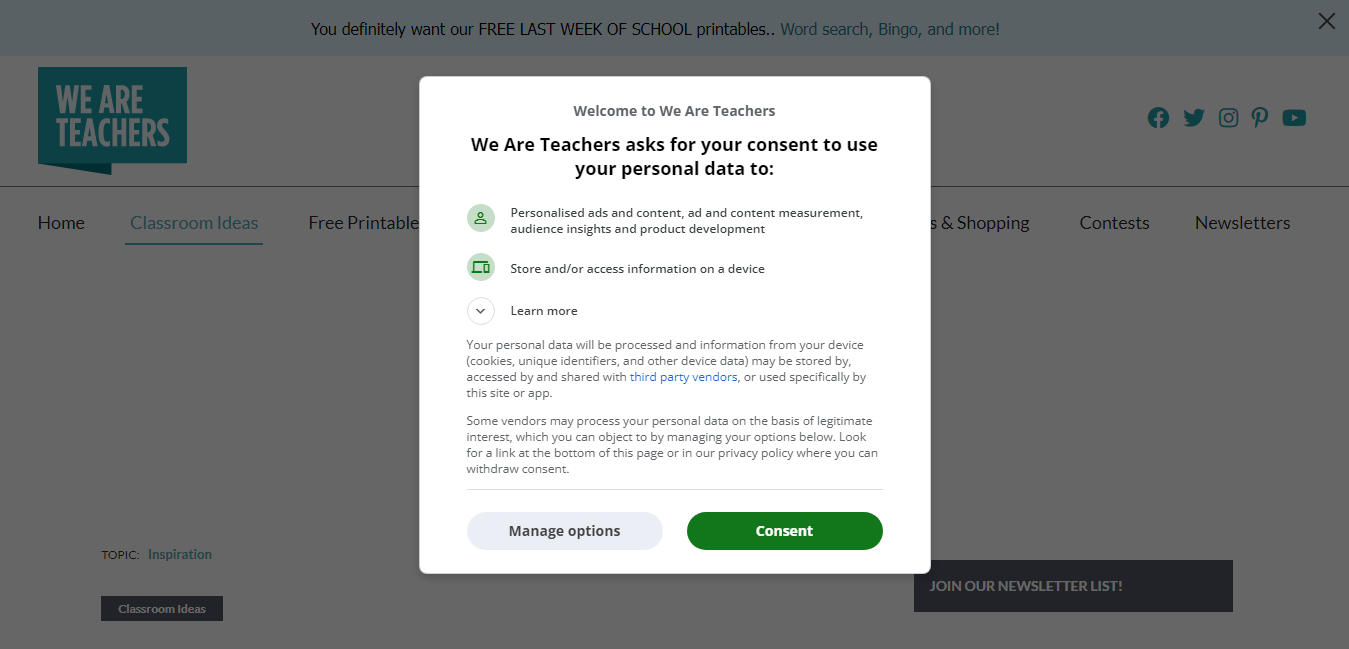 You definitely want our FREE LAST WEEK OF SCHOOL printables.. Word search, Bingo, and more!
WE ARE
TEACHERS
Home
Classroom Ideas
Free Printable
s & Shopping
Contests
Newsletters
Welcome to We Are Teachers
We Are Teachers asks for your consent to use
your personal data to:
Personalised ads and content, ad and content measurement,
audience insights and product development
Store and/or access information on a device
Learn more
Your personal data will be processed and information from your device
(cookies, unique identifiers, and other device data) may be stored by,
accessed by and shared with third party vendors, or used specifically by
this site or app.
Some vendors may process your personal data on the basis of legitimate
interest, which you can object to by managing your options below. Look
for a link at the bottom of this page or in our privacy policy where you can
withdraw consent.
Manage options
Consent
TOPIC: Inspiration
Classroom Ideas
JOIN OUR NEWSLETTER LIST!